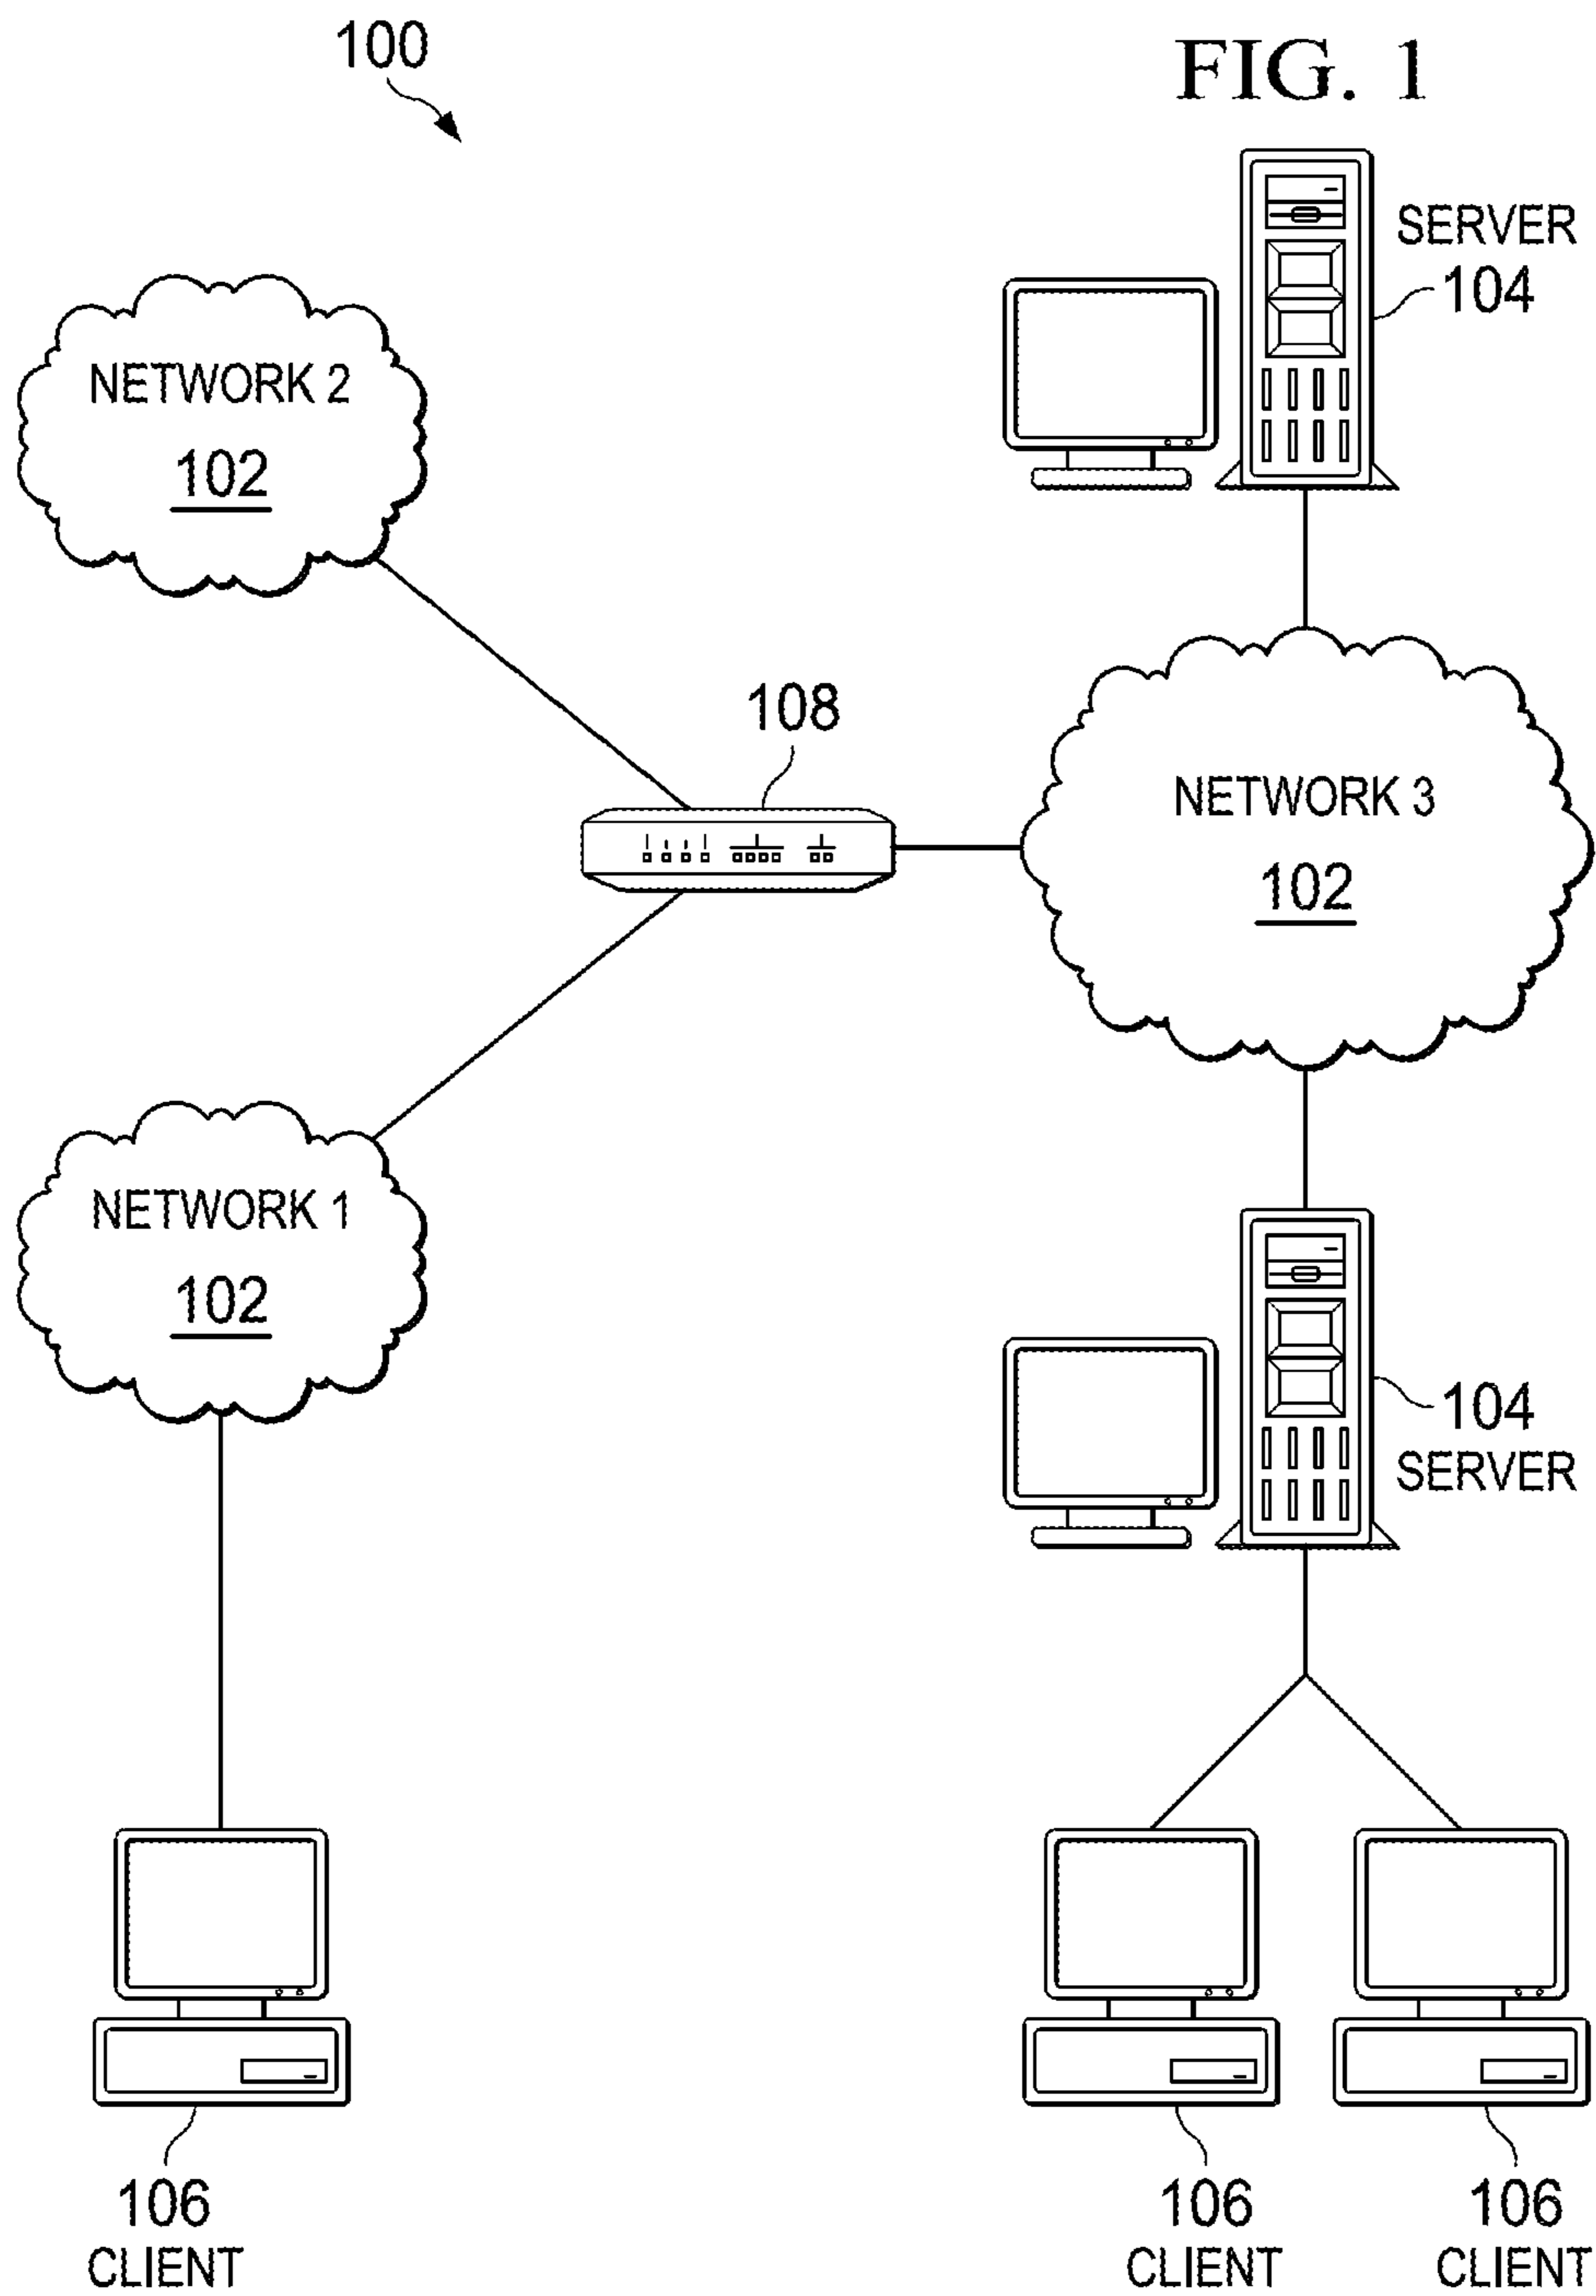 100
FIG. 1
SERVER
104
NETWORK 2
102
108
NETWORK 3
102
NETWORK 1
102
104
SERVER
106
CLIENT
106
CLIENT
106
CLIENT